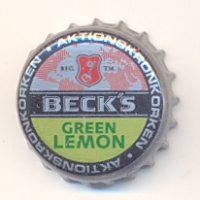 • AKTIONSKRONKORKEN
• AKTIONSKRONKORKEN
REG. TM.
BECK'S
GREEN
LEMON